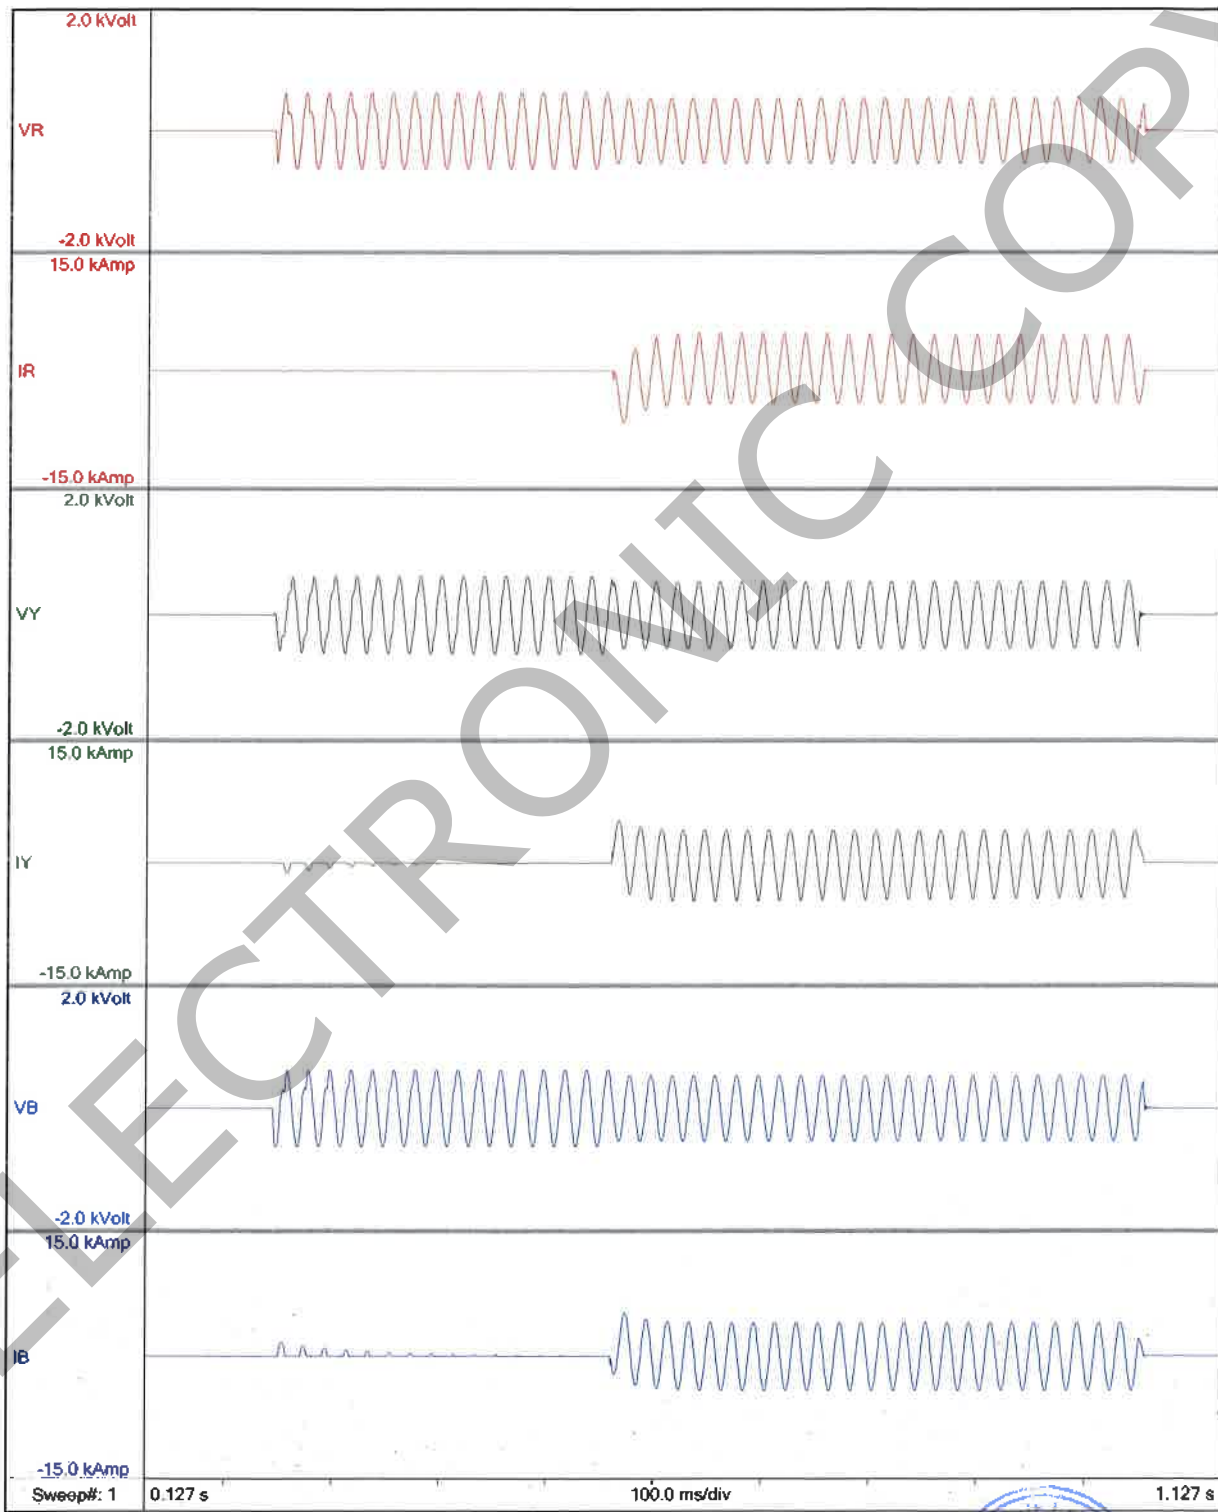 2.0 kVolt
VR
-2.0 kVolt
15.0 kAmp
IR
-15.0 kAmp
2.0 kVolt
VY
-2.0 kVolt
15.0 kAmp
IY
-15.0 kAmp
2.0 kVolt
VB
-2.0 kVolt
15.0 kAmp
IB
-15.0 kAmp
Sweep#: 1 0.127 s 100.0 ms/div 1.127 s
ELECTRONIC COPY